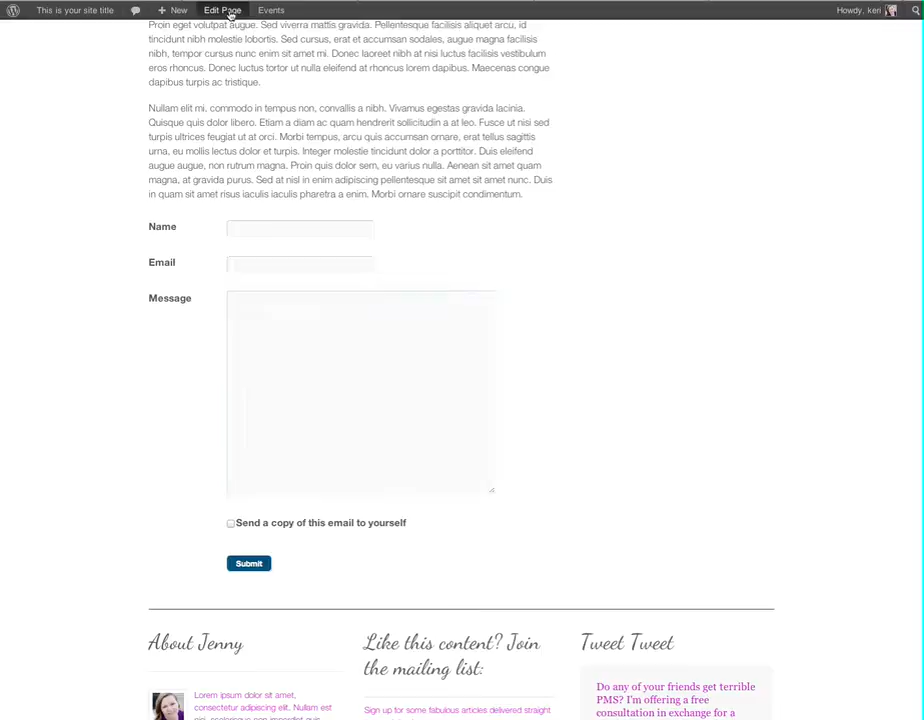 This is your site title
New
Edit Page
Events
Howdy, keri
Proin eget volutpat augue. Sed viverra mattis gravida. Pellentesque facilisis aliquet arcu, id
tincidunt nibh molestie lobortis. Sed cursus, erat et accumsan sodales, augue magna facilisis
nibh, tempor cursus nunc enim sit amet mi. Donec laoreet nibh at nisi luctus facilisis vestibulum
eros rhoncus. Donec luctus tortor ut nulla eleifend at rhoncus lorem dapibus. Maecenas congue
dapibus turpis ac tristique.
Nullam elit mi, commodo in tempus non, convallis a nibh. Vivamus egestas gravida lacinia.
Quisque quis dolor libero. Etiam a diam ac quam hendrerit sollicitudin a at leo. Fusce ut nisi sed
turpis ultrices feugiat ut at orci. Morbi tempus, arcu quis accumsan ornare, erat tellus sagittis
urna, eu mollis lectus dolor et turpis. Integer molestie tincidunt dolor a porttitor. Duis eleifend
augue augue, non rutrum magna. Proin quis dolor sem, eu varius nulla. Aenean sit amet quam
magna, at gravida purus. Sed at nisl in enim adipiscing pellentesque sit amet sit amet nunc. Duis
in quam sit amet risus iaculis iaculis pharetra a enim. Morbi ornare suscipit condimentum.
Name
Email
Message
Send a copy of this email to yourself
Submit
About Jenny
Lorem ipsum dolor sit amet,
consectetur adipiscing elit. Nullam est
Like this content? Join
the mailing list:
Sign up for some fabulous articles delivered straight
Tweet Tweet
Do any of your friends get terrible
PMS? I'm offering a free
consultation in exchange for a